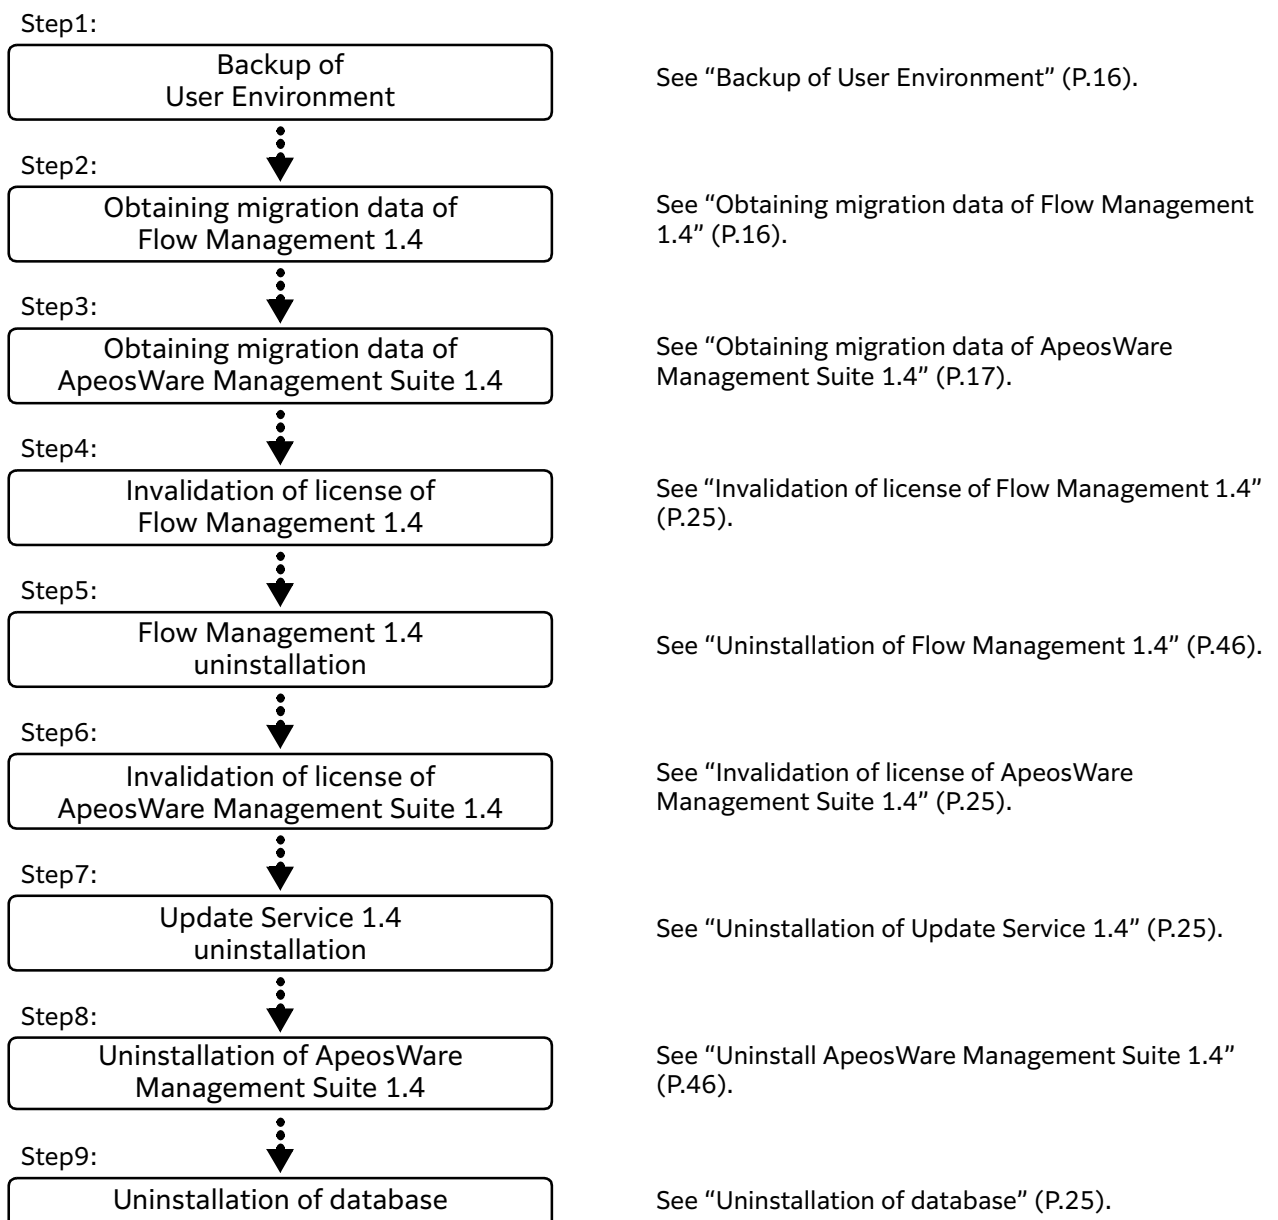 Step1:
Backup of
User Environment
See “Backup of User Environment” (P.16).
Step2:
Obtaining migration data of
Flow Management 1.4
See “Obtaining migration data of Flow Management
1.4” (P.16).
Step3:
Obtaining migration data of
ApeosWare Management Suite 1.4
See “Obtaining migration data of ApeosWare
Management Suite 1.4” (P.17).
Step4:
Invalidation of license of
Flow Management 1.4
See “Invalidation of license of Flow Management 1.4”
(P.25).
Step5:
Flow Management 1.4
uninstallation
See “Uninstallation of Flow Management 1.4” (P.46).
Step6:
Invalidation of license of
ApeosWare Management Suite 1.4
See “Invalidation of license of ApeosWare
Management Suite 1.4” (P.25).
Step7:
Update Service 1.4
uninstallation
See “Uninstallation of Update Service 1.4” (P.25).
Step8:
Uninstallation of ApeosWare
Management Suite 1.4
See “Uninstall ApeosWare Management Suite 1.4”
(P.46).
Step9:
Uninstallation of database
See “Uninstallation of database” (P.25).